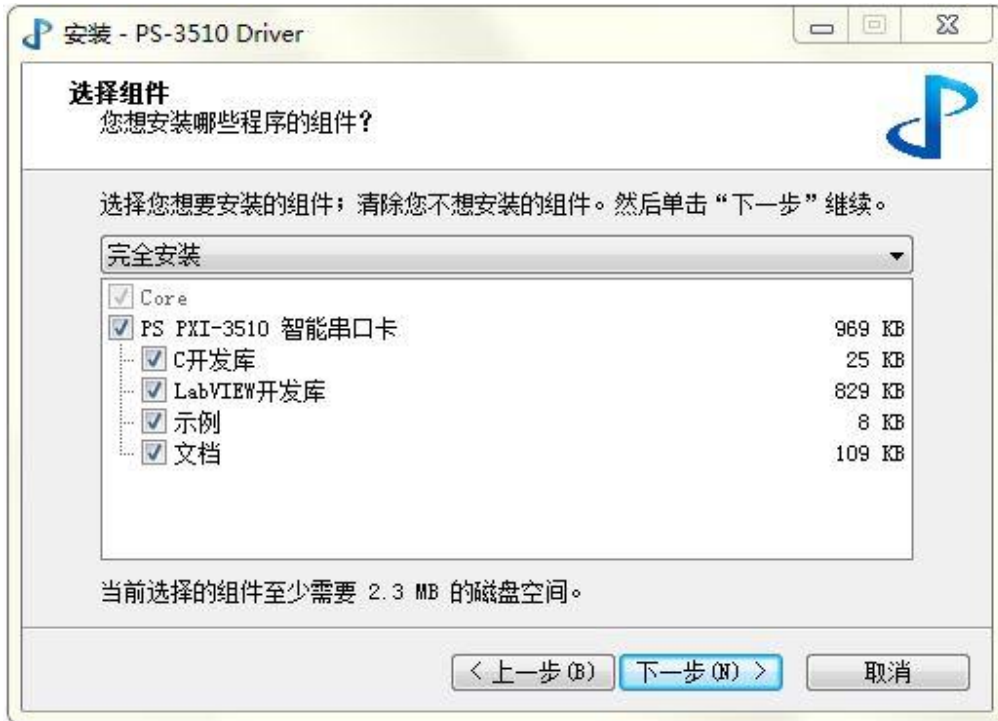 安装 - PS-3510 Driver
选择组件
您想安装哪些程序的组件？
选择您想要安装的组件；清除您不想安装的组件。然后单击“下一步”继续。
完全安装
Core
PS PXI-3510 智能串口卡 969 KB
C开发库 25 KB
LabVIEW开发库 829 KB
示例 8 KB
文档 109 KB
当前选择的组件至少需要 2.3 MB 的磁盘空间。
< 上一步(B) 下一步(N) > 取消